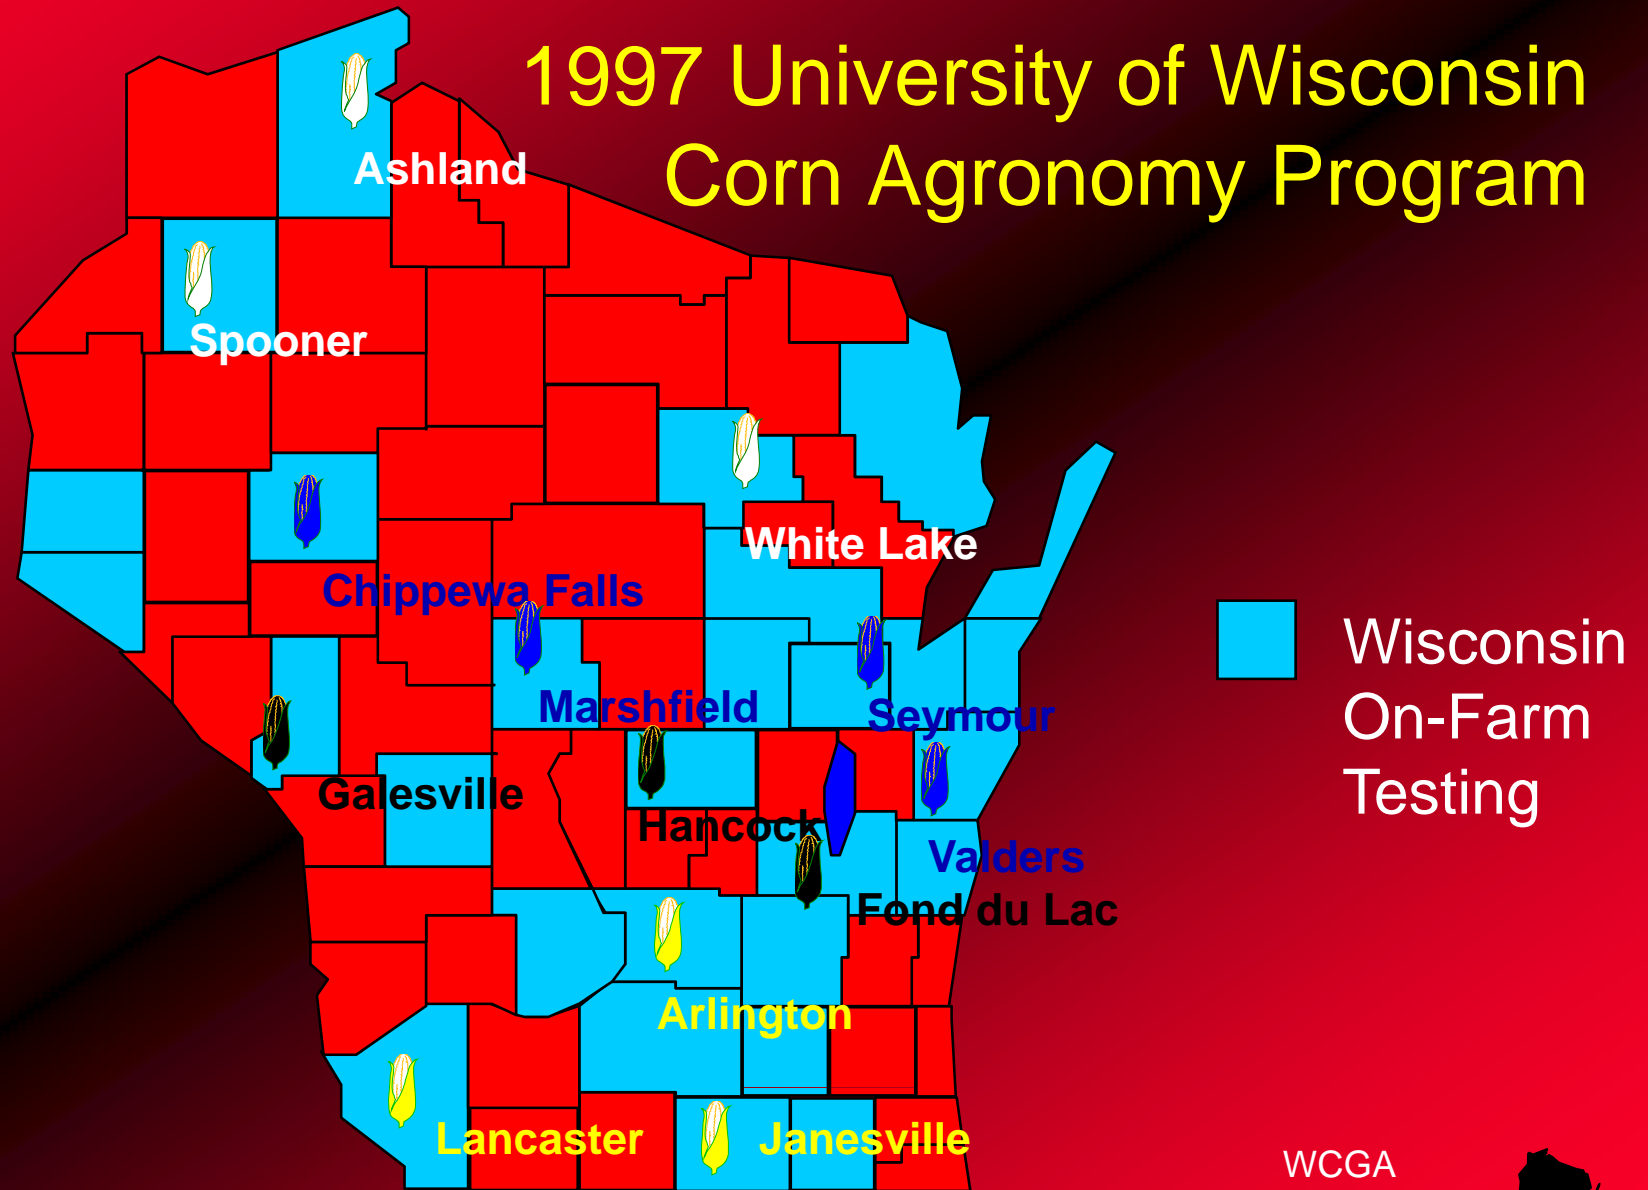 1997 University of Wisconsin
Corn Agronomy Program
Ashland
Spooner
White Lake
Chippewa Falls
Marshfield
Seymour
Galesville
Hancock
Valders
Fond du Lac
Arlington
Lancaster
Janesville
Wisconsin
On-Farm
Testing
WCGA